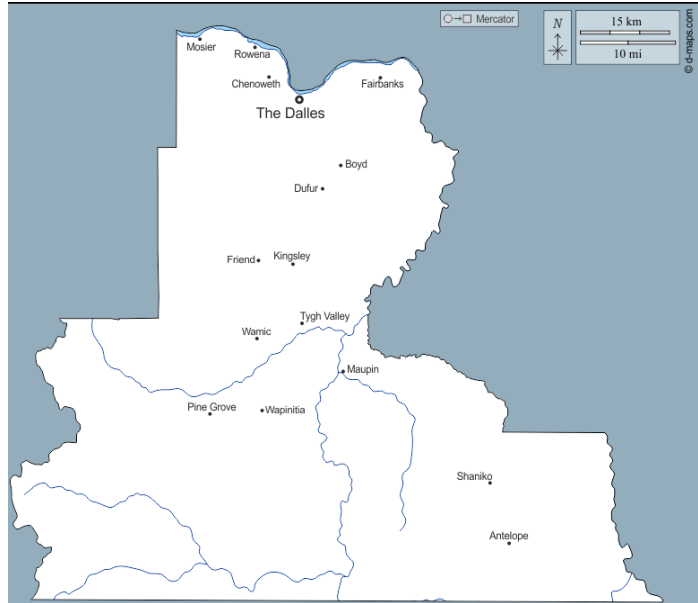 Mercator
N
15 km
10 mi
© d-maps.com
Mosier
Rowena
Chenoweth
Fairbanks
The Dalles
Boyd
Dufur
Friend
Kingsley
Tygh Valley
Wamic
Maupin
Pine Grove
Wapinitia
Shaniko
Antelope